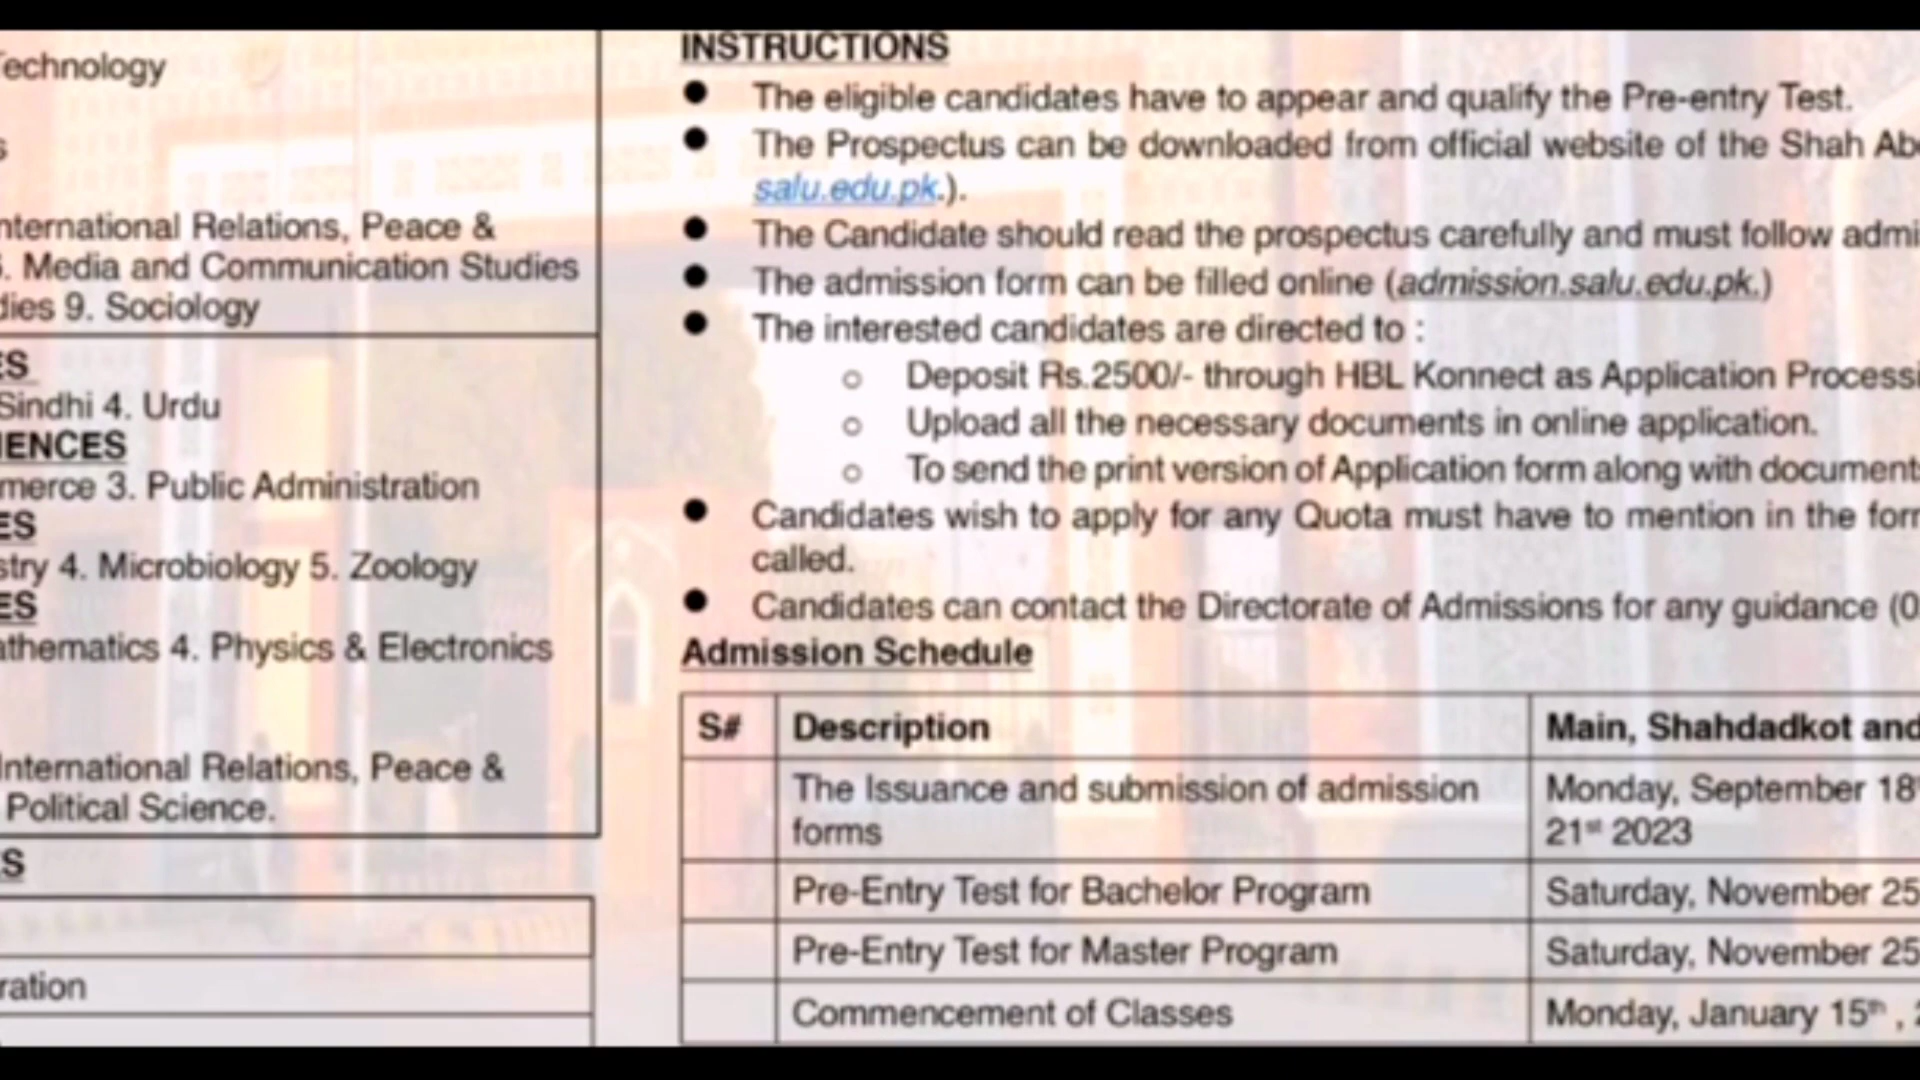 Technology
s
International Relations, Peace &
6. Media and Communication Studies
dies 9. Sociology
ES
Sindhi 4. Urdu
IENCES
merce 3. Public Administration
ES
stry 4. Microbiology 5. Zoology
ES
athematics 4. Physics & Electronics
International Relations, Peace &
Political Science.
ES
ration
INSTRUCTIONS
● The eligible candidates have to appear and qualify the Pre-entry Test.
● The Prospectus can be downloaded from official website of the Shah Ab
salu.edu.pk.).
● The Candidate should read the prospectus carefully and must follow admi
● The admission form can be filled online (admission.salu.edu.pk.)
● The interested candidates are directed to :
○ Deposit Rs.2500/- through HBL Konnect as Application Processi
○ Upload all the necessary documents in online application.
○ To send the print version of Application form along with document
● Candidates wish to apply for any Quota must have to mention in the for
called.
● Candidates can contact the Directorate of Admissions for any guidance (0
Admission Schedule
S# Description Main, Shahdadkot and
The Issuance and submission of admission Monday, September 18
forms 21st 2023
Pre-Entry Test for Bachelor Program Saturday, November 25
Pre-Entry Test for Master Program Saturday, November 25
Commencement of Classes Monday, January 15th , 2